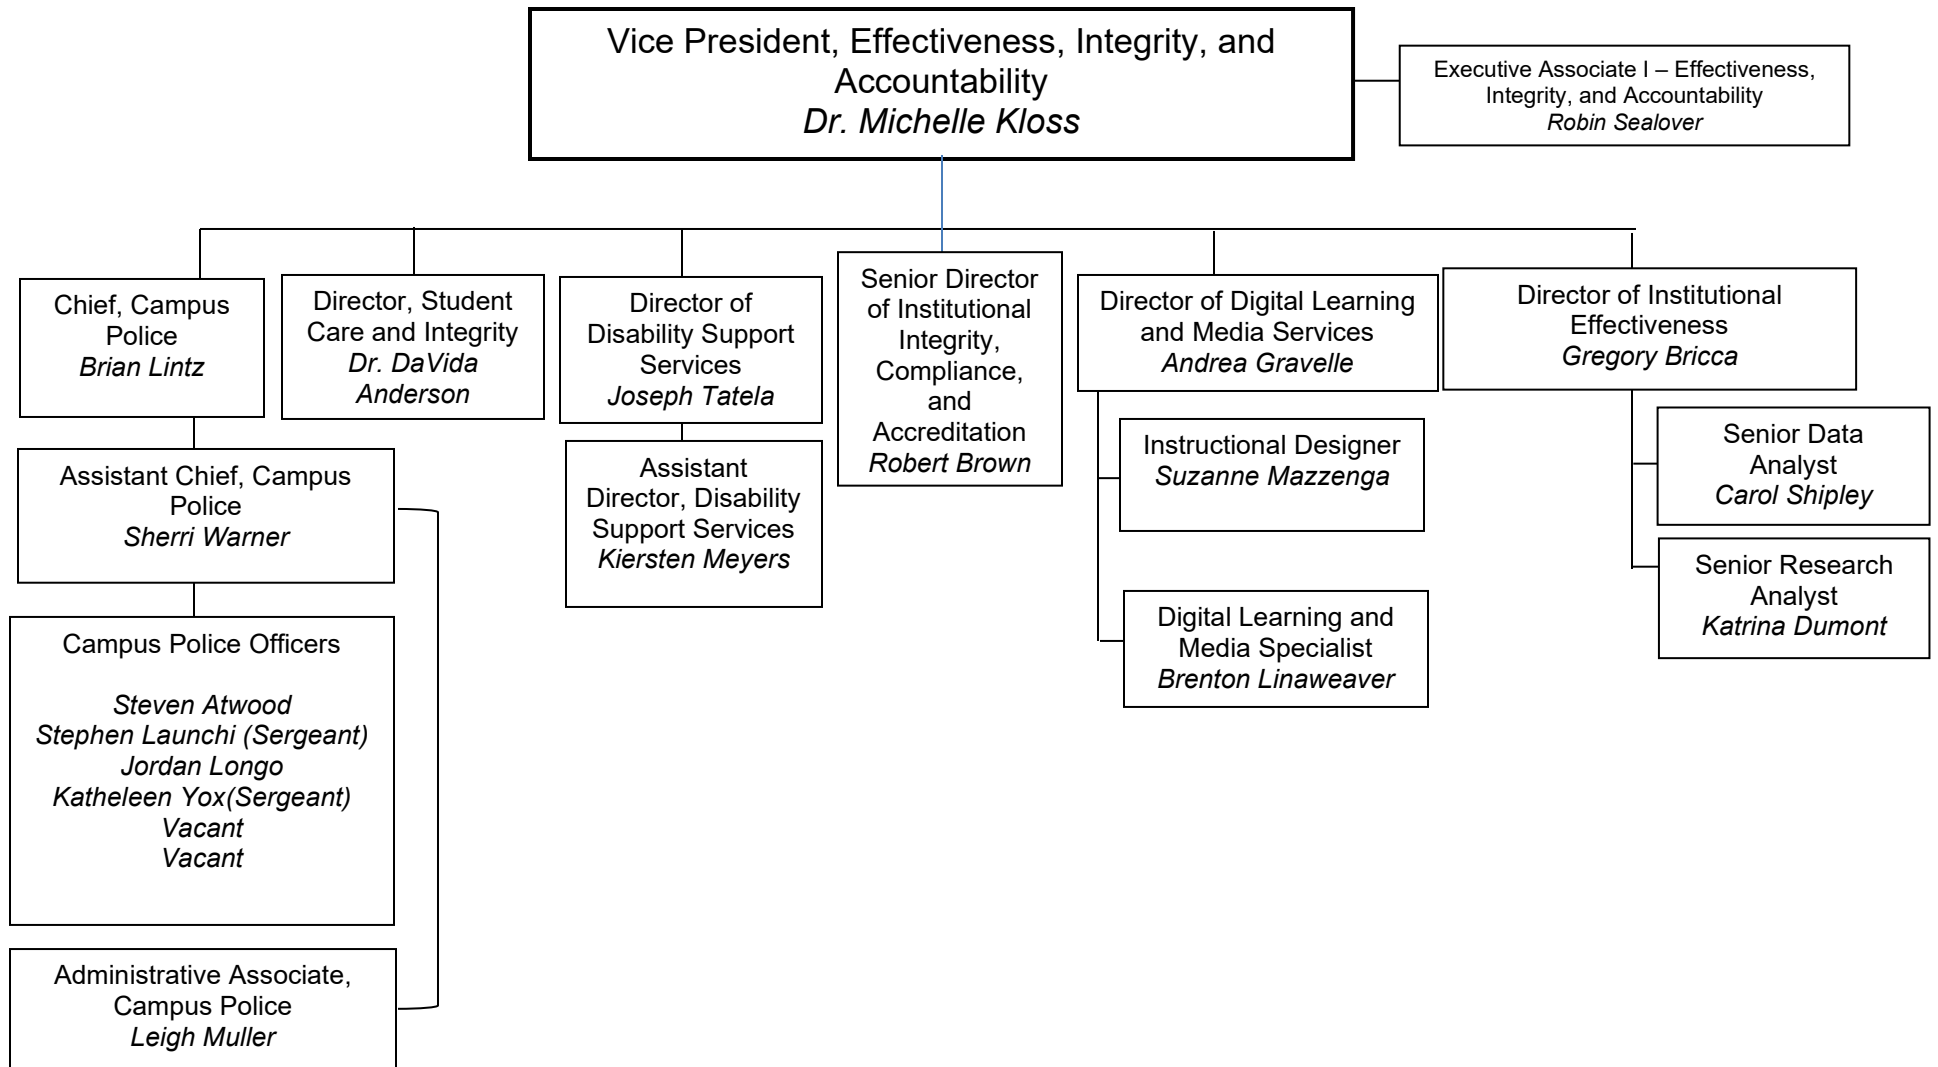 Vice President, Effectiveness, Integrity, and
Accountability
Dr. Michelle Kloss
Executive Associate I – Effectiveness,
Integrity, and Accountability
Robin Sealover
Chief, Campus
Police
Brian Lintz
Director, Student
Care and Integrity
Dr. DaVida
Anderson
Director of
Disability Support
Services
Joseph Tatela
Senior Director
of Institutional
Integrity,
Compliance,
and
Accreditation
Robert Brown
Director of Digital Learning
and Media Services
Andrea Gravelle
Director of Institutional
Effectiveness
Gregory Bricca
Assistant Chief, Campus
Police
Sherri Warner
Assistant
Director, Disability
Support Services
Kiersten Meyers
Instructional Designer
Suzanne Mazzenga
Senior Data
Analyst
Carol Shipley
Senior Research
Analyst
Katrina Dumont
Digital Learning and
Media Specialist
Brenton Linaweaver
Campus Police Officers
Steven Atwood
Stephen Launchi (Sergeant)
Jordan Longo
Katheleen Yox(Sergeant)
Vacant
Vacant
Administrative Associate,
Campus Police
Leigh Muller